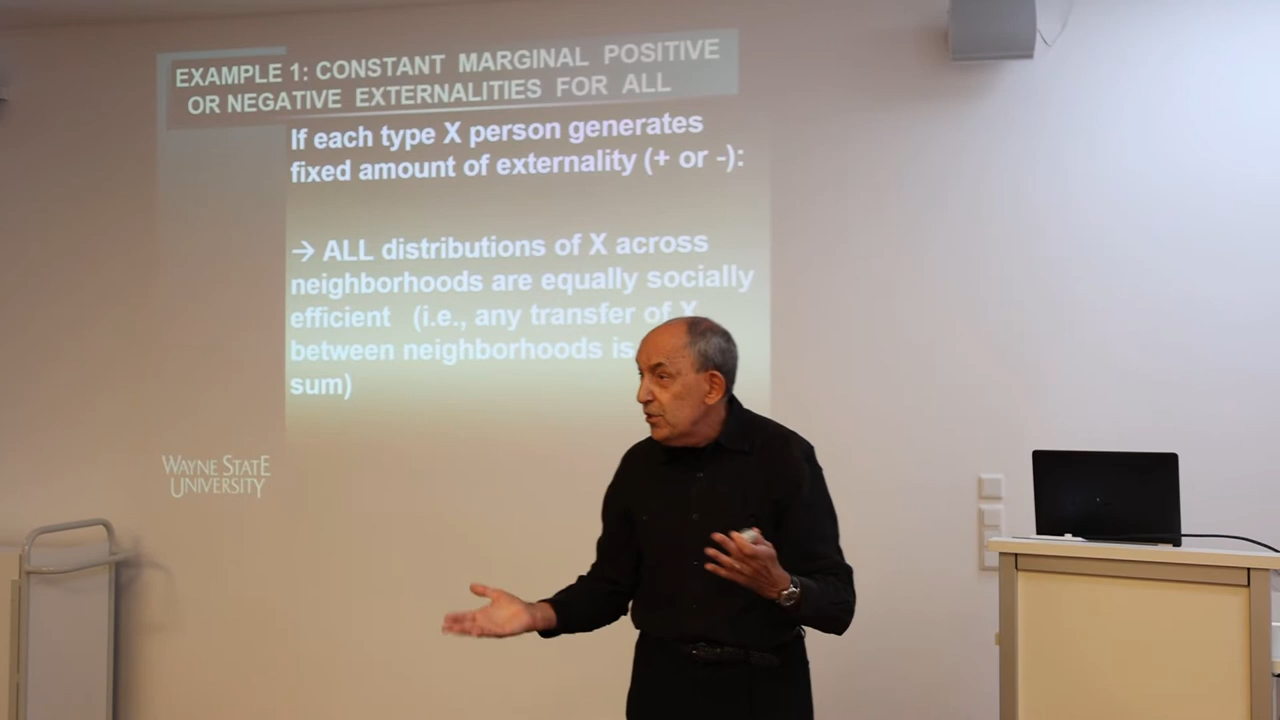 EXAMPLE 1: CONSTANT MARGINAL POSITIVE
OR NEGATIVE EXTERNALITIES FOR ALL
If each type X person generates
fixed amount of externality (+ or -):
→ ALL distributions of X across
neighborhoods are equally socially
efficient (i.e., any transfer of X
between neighborhoods is
sum)
WAYNE STATE
UNIVERSITY